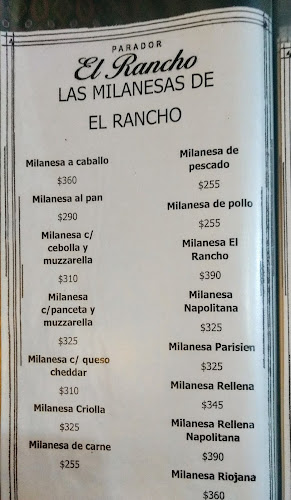 PARADOR
El Rancho
LAS MILANESAS DE
EL RANCHO
Milanesa a caballo
$360
Milanesa al pan
$290
Milanesa c/
cebolla y
muzzarella
$310
Milanesa
c/panceta y
muzzarella
$325
Milanesa c/ queso
cheddar
$310
Milanesa Criolla
$325
Milanesa de carne
$255
Milanesa de
pescado
$255
Milanesa de pollo
$255
Milanesa El
Rancho
$390
Milanesa
Napolitana
$325
Milanesa Parisien
$325
Milanesa Rellena
$345
Milanesa Rellena
Napolitana
$390
Milanesa Riojana
$360